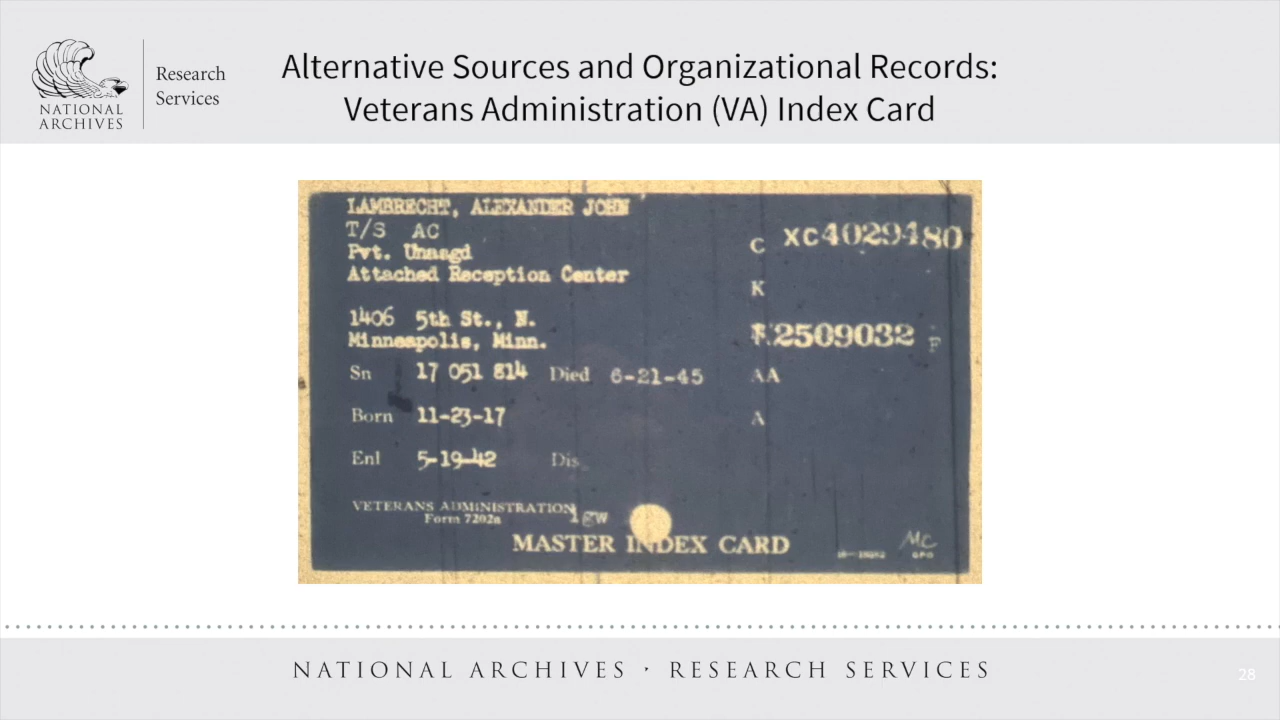 NATIONAL
ARCHIVES
Research
Services
Alternative Sources and Organizational Records:
Veterans Administration (VA) Index Card
LAMBRECHT, ALEXANDER JOHN
T/S AC
Pvt. Unasgd
Attached Reception Center
1406 5th St., N.
Minneapolis, Minn.
C XC4029480
K
2509032 F
Sn 17 051 814 Died 6-21-45
AA
Born 11-23-17
A
Enl 5-19-42 Dis
VETERANS ADMINISTRATION
Form 7202a
MASTER INDEX CARD
MC
GPO
NATIONAL ARCHIVES · RESEARCH SERVICES
28